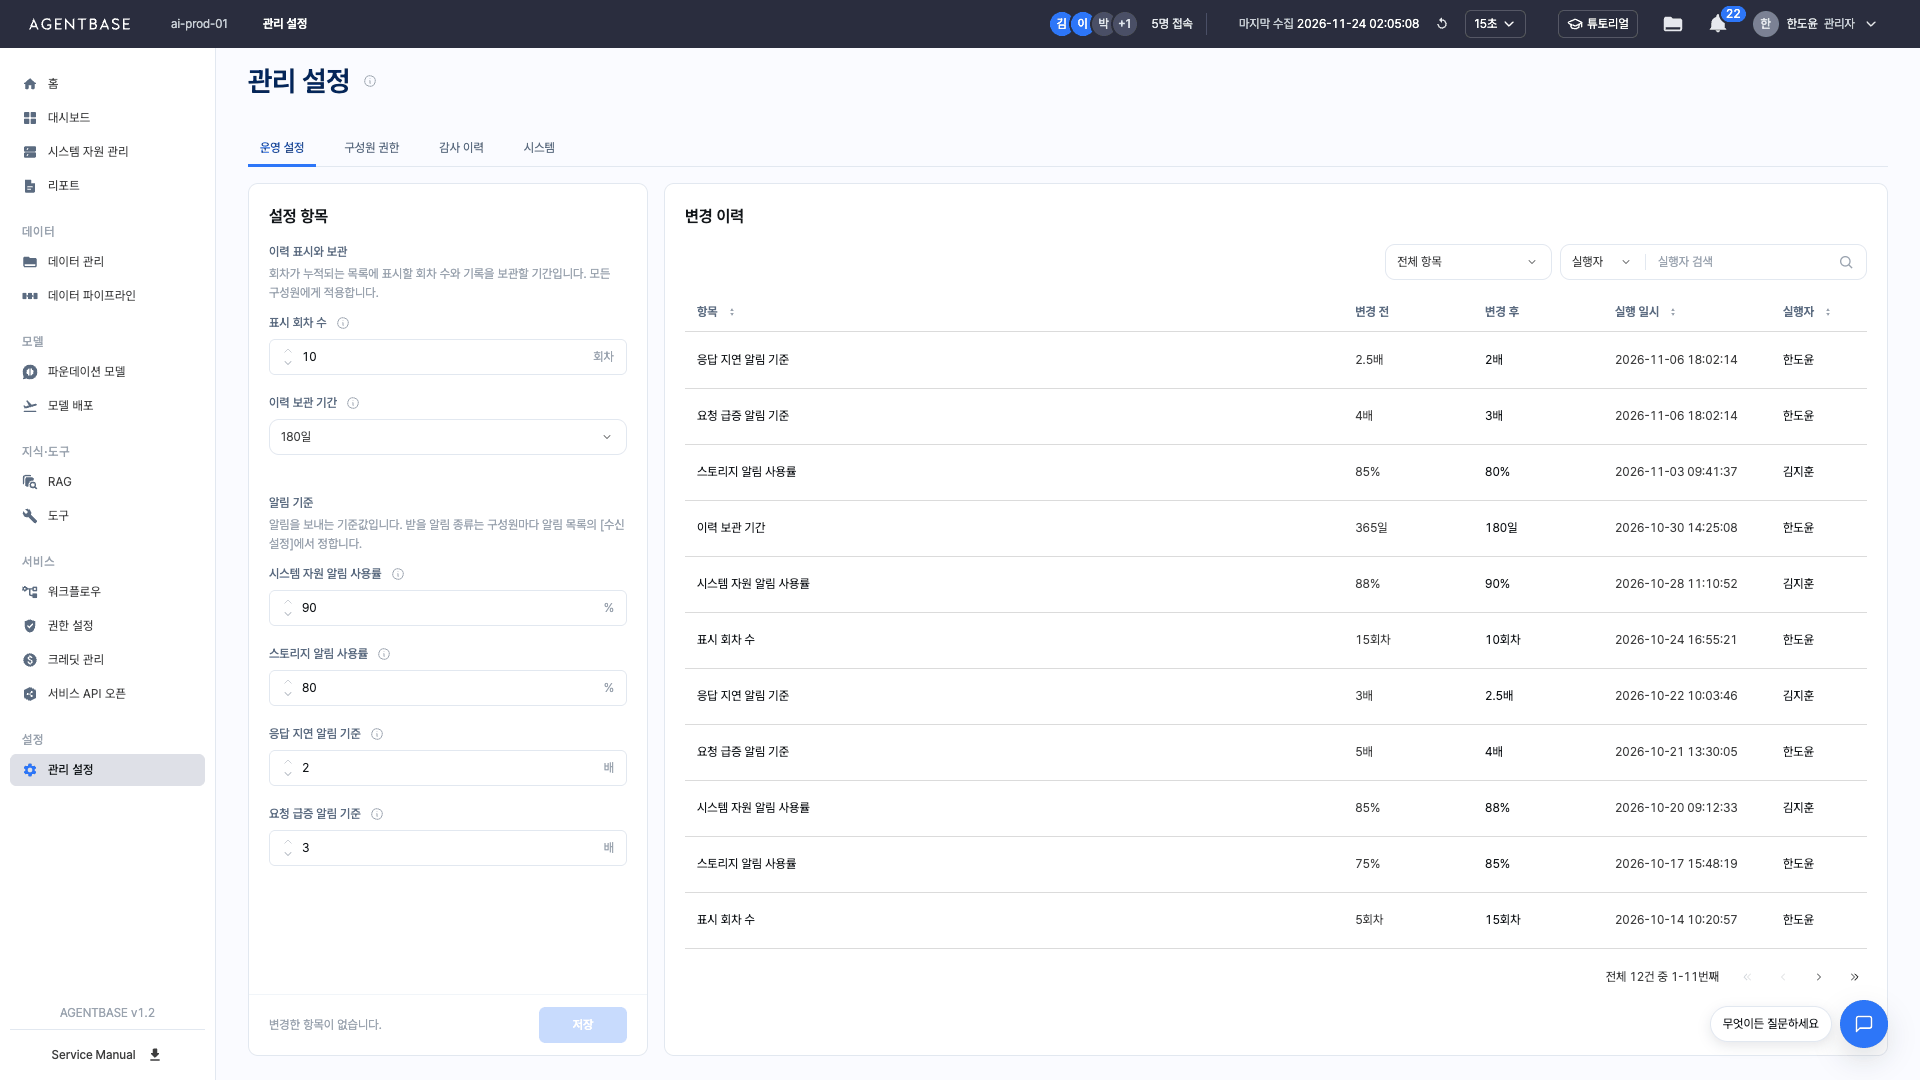 AGENTBASE
ai-prod-01
관리 설정
김
이
박
+1
5명 접속
마지막 수집 2026-11-24 02:05:08
15초
튜토리얼
22
한
한도윤 관리자
홈
대시보드
시스템 자원 관리
리포트
데이터
데이터 관리
데이터 파이프라인
모델
파운데이션 모델
모델 배포
지식·도구
RAG
도구
서비스
워크플로우
권한 설정
크레딧 관리
서비스 API 오픈
설정
관리 설정
AGENTBASE v1.2
Service Manual
관리 설정
운영 설정
구성원 권한
감사 이력
시스템
설정 항목
이력 표시와 보관
회차가 누적되는 목록에 표시할 회차 수와 기록을 보관할 기간입니다. 모든
구성원에게 적용합니다.
표시 회차 수
10 회차
이력 보관 기간
180일
알림 기준
알림을 보내는 기준값입니다. 받을 알림 종류는 구성원마다 알림 목록의 [수신
설정]에서 정합니다.
시스템 자원 알림 사용률
90 %
스토리지 알림 사용률
80 %
응답 지연 알림 기준
2 배
요청 급증 알림 기준
3 배
변경한 항목이 없습니다.
저장
변경 이력
전체 항목
실행자
실행자 검색
항목 변경 전 변경 후 실행 일시 실행자
응답 지연 알림 기준 2.5배 2배 2026-11-06 18:02:14 한도윤
요청 급증 알림 기준 4배 3배 2026-11-06 18:02:14 한도윤
스토리지 알림 사용률 85% 80% 2026-11-03 09:41:37 김지훈
이력 보관 기간 365일 180일 2026-10-30 14:25:08 한도윤
시스템 자원 알림 사용률 88% 90% 2026-10-28 11:10:52 김지훈
표시 회차 수 15회차 10회차 2026-10-24 16:55:21 한도윤
응답 지연 알림 기준 3배 2.5배 2026-10-22 10:03:46 김지훈
요청 급증 알림 기준 5배 4배 2026-10-21 13:30:05 한도윤
시스템 자원 알림 사용률 85% 88% 2026-10-20 09:12:33 김지훈
스토리지 알림 사용률 75% 85% 2026-10-17 15:48:19 한도윤
표시 회차 수 5회차 15회차 2026-10-14 10:20:57 한도윤
전체 12건 중 1-11번째
무엇이든 질문하세요